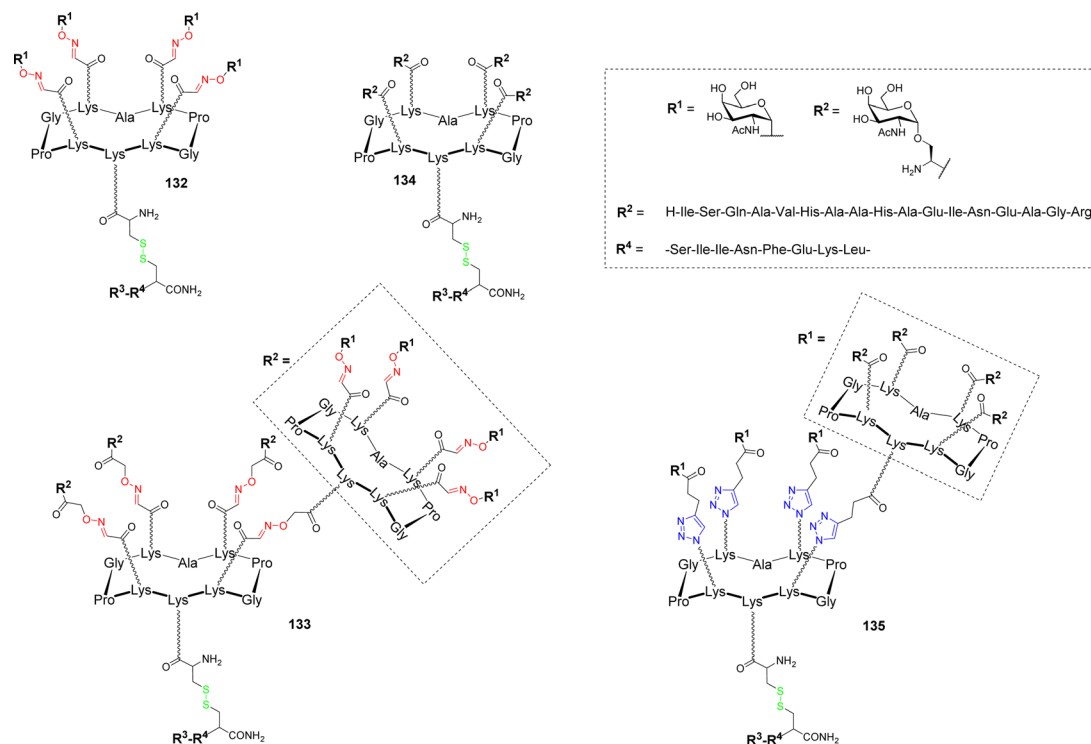 R¹
R¹
R¹
R¹
O N
O N
N O
N O
O
O
O
O
Lys
Lys
Gly
Ala
Pro
Pro
Lys
Lys
Lys
Gly
132
O
NH₂
S
S
R³-R⁴
CONH₂
R²
O
R²
O
R²
O
R²
O
Lys
Lys
Gly
Ala
Pro
Pro
Lys
Lys
Lys
Gly
134
O
NH₂
S
S
R³-R⁴
CONH₂
R¹ =
HO
OH
O
HO
AcNH
R² =
HO
OH
O
HO
AcNH
O
H₂N
R² = H-Ile-Ser-Gln-Ala-Val-His-Ala-Ala-His-Ala-Glu-Ile-Asn-Glu-Ala-Gly-Arg
R⁴ = -Ser-Ile-Ile-Asn-Phe-Glu-Lys-Leu-
R² =
R¹
R¹
O
N
O
N
O
O
Gly
Lys
Pro
Lys
Ala
Lys
Lys
Lys
Pro
Gly
O
N O
R¹
O
N O
R¹
R²
O
R²
O
R²
O
O N
O N
N O
N O
O
O
O
O
O
Lys
Lys
Gly
Ala
Pro
Pro
Lys
Lys
Lys
Gly
133
O
NH₂
S
S
R³-R⁴
CONH₂
R¹ =
R²
O
R²
O
R²
O
R²
O
Gly
Lys
Pro
Ala
Lys
Lys
Lys
Lys
Pro
Gly
R¹
O
R¹
O
R¹
O
O
N
N
N
N
N
N
N
N
N
N
N
N
Lys
Lys
Gly
Ala
Pro
Pro
Lys
Lys
Lys
Gly
135
O
NH₂
S
S
R³-R⁴
CONH₂